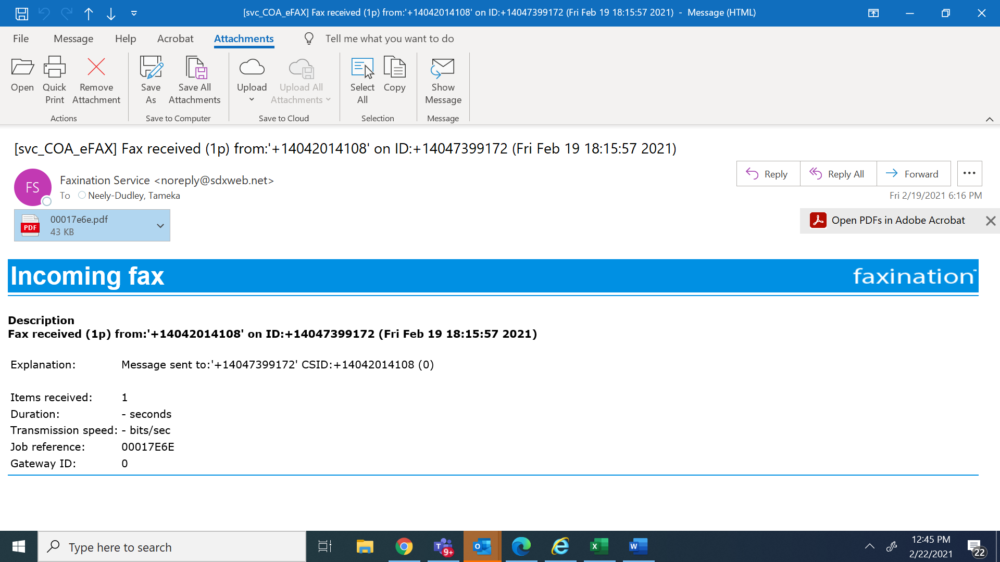 [svc_COA_eFAX] Fax received (1p) from:'+14042014108' on ID:+14047399172 (Fri Feb 19 18:15:57 2021)  -  Message (HTML)
File Message Help Acrobat Attachments Tell me what you want to do
Open Quick Print Remove Attachment Save As Save All Attachments Upload Upload All Attachments Select All Copy Show Message
Actions Save to Computer Save to Cloud Selection Message
[svc_COA_eFAX] Fax received (1p) from:'+14042014108' on ID:+14047399172 (Fri Feb 19 18:15:57 2021)
Reply Reply All Forward
FS
Faxination Service <noreply@sdxweb.net>
To Neely-Dudley, Tameka
Fri 2/19/2021 6:16 PM
PDF
00017e6e.pdf
43 KB
Open PDFs in Adobe Acrobat
Incoming fax
faxination™
Description
Fax received (1p) from:'+14042014108' on ID:+14047399172 (Fri Feb 19 18:15:57 2021)
Explanation: Message sent to:'+14047399172' CSID:+14042014108 (0)
Items received: 1
Duration: - seconds
Transmission speed: - bits/sec
Job reference: 00017E6E
Gateway ID: 0
Type here to search
T 9+
O
X
W
12:45 PM
2/22/2021
22